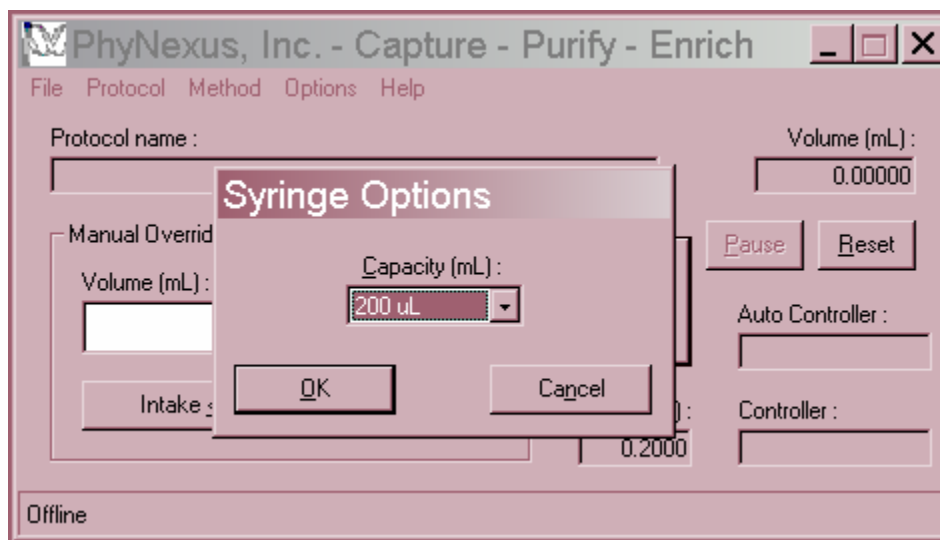 PhyNexus, Inc. - Capture - Purify - Enrich
File Protocol Method Options Help
Protocol name :
Volume (mL) :
0.00000
Syringe Options
Manual Overrid
Pause
Reset
Capacity (mL) :
Volume (mL) :
200 uL
Auto Controller :
OK
Cancel
Intake
) :
Controller :
0.2000
Offline